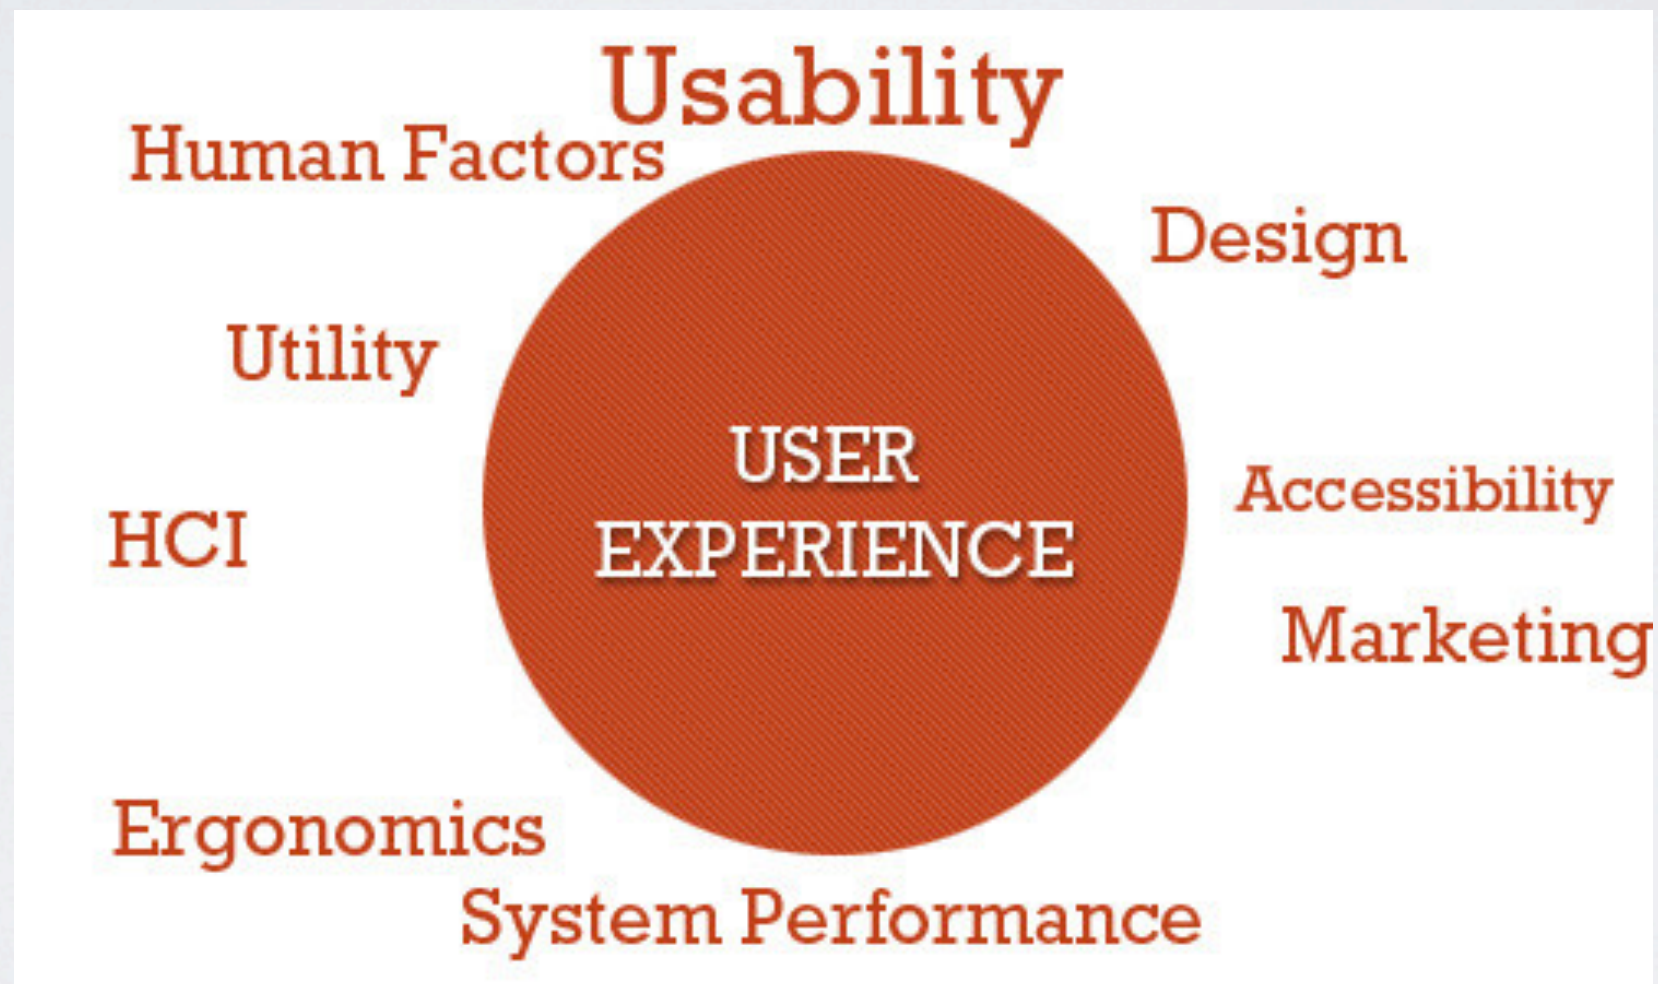 Usability
Human Factors
Design
Utility
USER
EXPERIENCE
Accessibility
HCI
Marketing
Ergonomics
System Performance